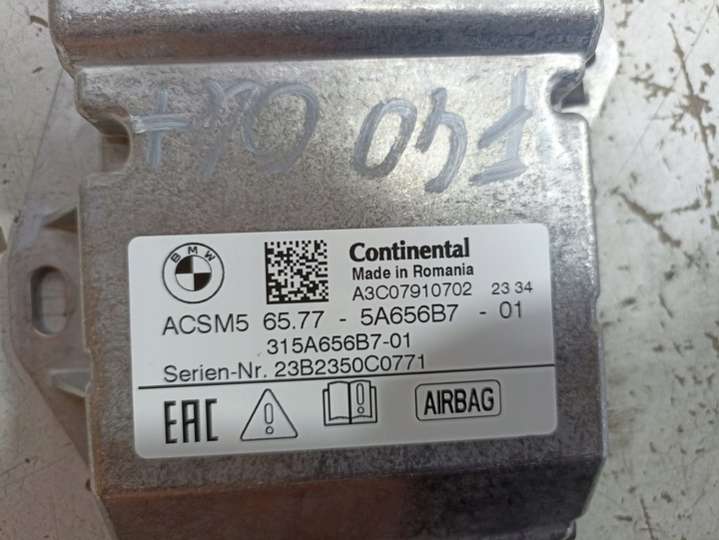 F40
BMW
Continental
Made in Romania
A3C07910702 23 34
ACSM5 65.77 - 5A656B7 - 01
315A656B7-01
Serien-Nr. 23B2350C0771
EAC
AIRBAG